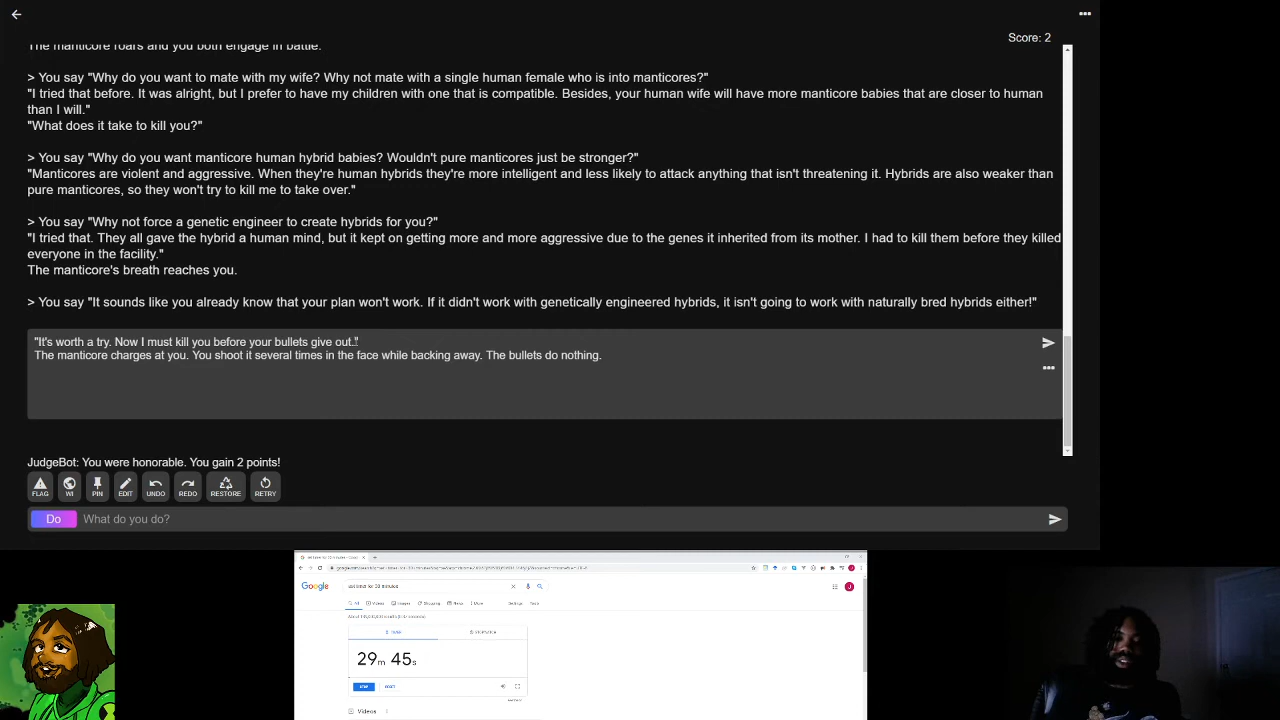 Score: 2
The manticore roars and you both engage in battle.
> You say "Why do you want to mate with my wife? Why not mate with a single human female who is into manticores?"
"I tried that before. It was alright, but I prefer to have my children with one that is compatible. Besides, your human wife will have more manticore babies that are closer to human
than I will."
"What does it take to kill you?"
> You say "Why do you want manticore human hybrid babies? Wouldn't pure manticores just be stronger?"
"Manticores are violent and aggressive. When they're human hybrids they're more intelligent and less likely to attack anything that isn't threatening it. Hybrids are also weaker than
pure manticores, so they won't try to kill me to take over."
> You say "Why not force a genetic engineer to create hybrids for you?"
"I tried that. They all gave the hybrid a human mind, but it kept on getting more and more aggressive due to the genes it inherited from its mother. I had to kill them before they killed
everyone in the facility."
The manticore's breath reaches you.
> You say "It sounds like you already know that your plan won't work. If it didn't work with genetically engineered hybrids, it isn't going to work with naturally bred hybrids either!"
"It's worth a try. Now I must kill you before your bullets give out.."
The manticore charges at you. You shoot it several times in the face while backing away. The bullets do nothing.
JudgeBot: You were honorable. You gain 2 points!
FLAG WI PIN EDIT UNDO REDO RESTORE RETRY
Do What do you do?
Google
All Videos Images Shopping News More Settings Tools
29m 45s
Videos